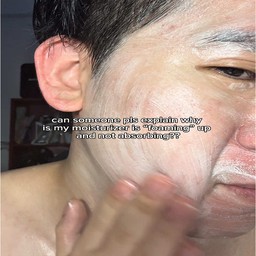 can someone pls explain why
is my moisturizer is "foaming" up
and not absorbing??